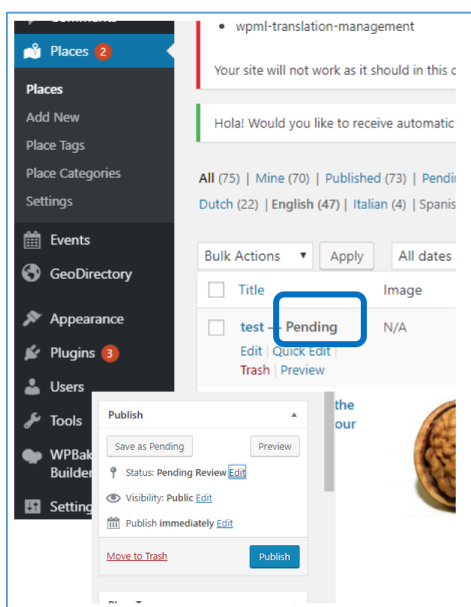 Places 2
Places
Add New
Place Tags
Place Categories
Settings
Events
GeoDirectory
Appearance
Plugins 3
Users
Tools
WPBak
Builder
Setting
wpml-translation-management
Your site will not work as it should in this c
Hola! Would you like to receive automatic
All (75) | Mine (70) | Published (73) | Pendi
Dutch (22) | English (47) | Italian (4) | Spanis
Bulk Actions Apply All dates
Title Image
test — Pending N/A
Edit | Quick Edit |
Trash | Preview
the
our
Publish
Save as Pending Preview
Status: Pending Review Edit
Visibility: Public Edit
Publish immediately Edit
Move to Trash Publish